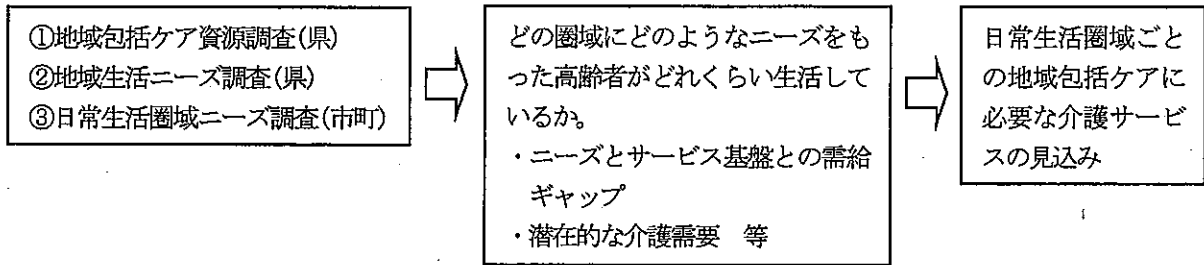 ①地域包括ケア資源調査(県)
②地域生活ニーズ調査(県)
③日常生活圏域ニーズ調査(市町)
どの圏域にどのようなニーズをも
った高齢者がどれくらい生活して
いるか。
・ニーズとサービス基盤との需給
ギャップ
・潜在的な介護需要　等
日常生活圏域ごと
の地域包括ケアに
必要な介護サービ
スの見込み